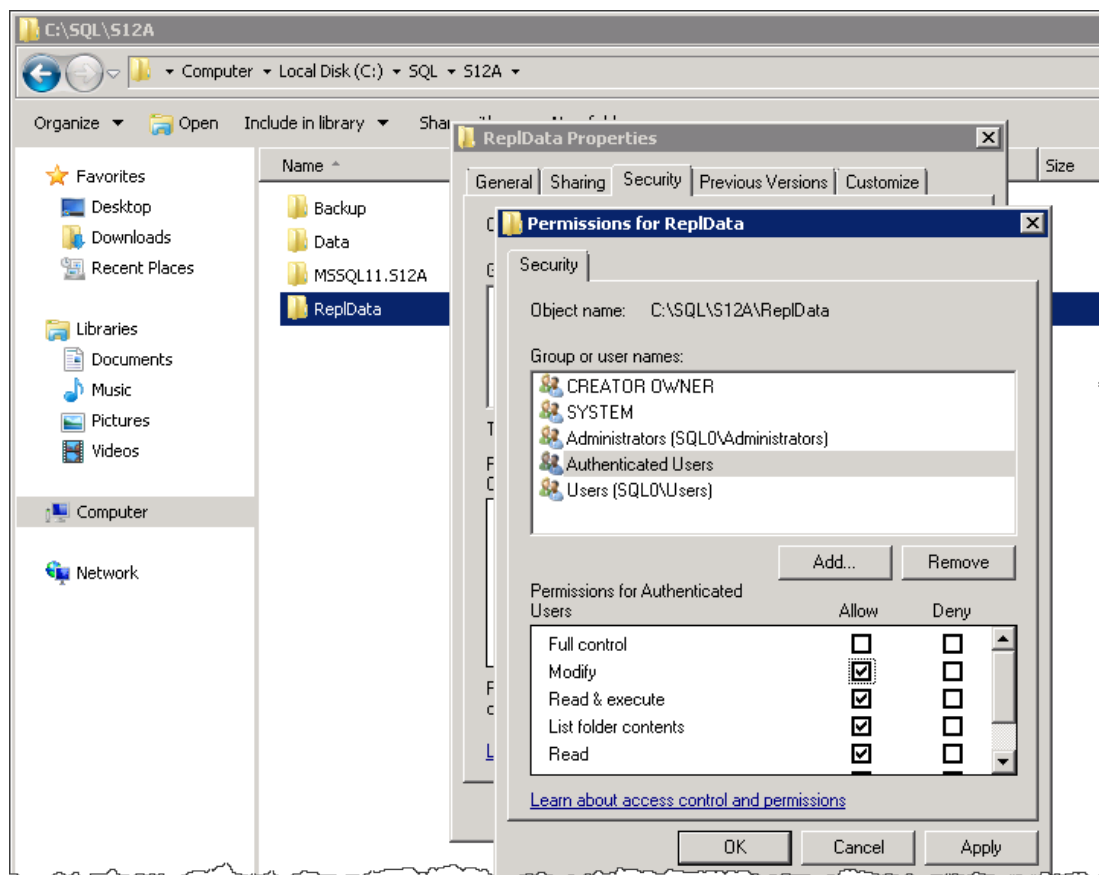 C:\SQL\S12A
Computer Local Disk (C:) SQL S12A
Organize Open Include in library
Favorites
Desktop
Downloads
Recent Places
Libraries
Documents
Music
Pictures
Videos
Computer
Network
Name
Size
Backup
Data
MSSQL11.S12A
ReplData
ReplData Properties
General Sharing Security Previous Versions Customize
Permissions for ReplData
Security
Object name: C:\SQL\S12A\ReplData
Group or user names:
CREATOR OWNER
SYSTEM
Administrators (SQL0\Administrators)
Authenticated Users
Users (SQL0\Users)
Add... Remove
Permissions for Authenticated
Users Allow Deny
Full control
Modify
Read & execute
List folder contents
Read
Learn about access control and permissions
OK Cancel Apply